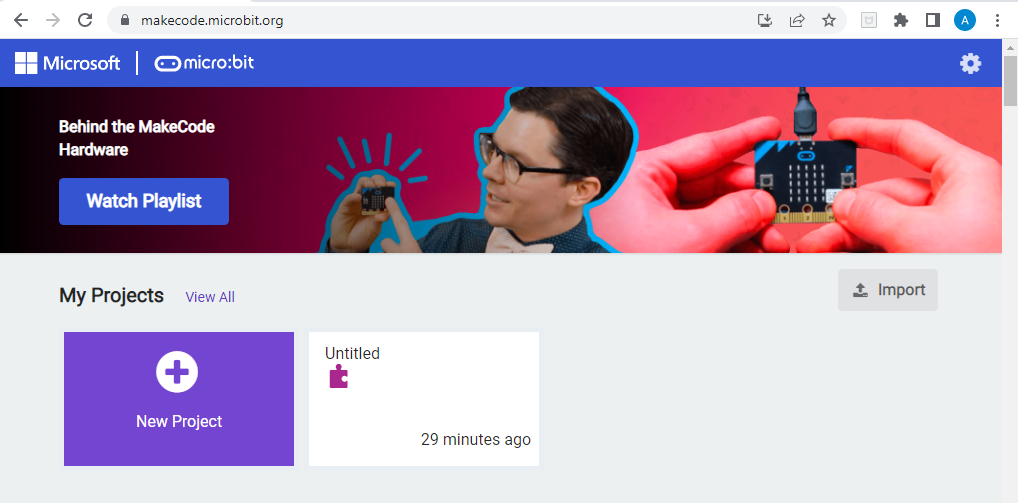 makecode.microbit.org
A
Microsoft
micro:bit
Behind the MakeCode
Hardware
Watch Playlist
My Projects
View All
Import
New Project
Untitled
29 minutes ago